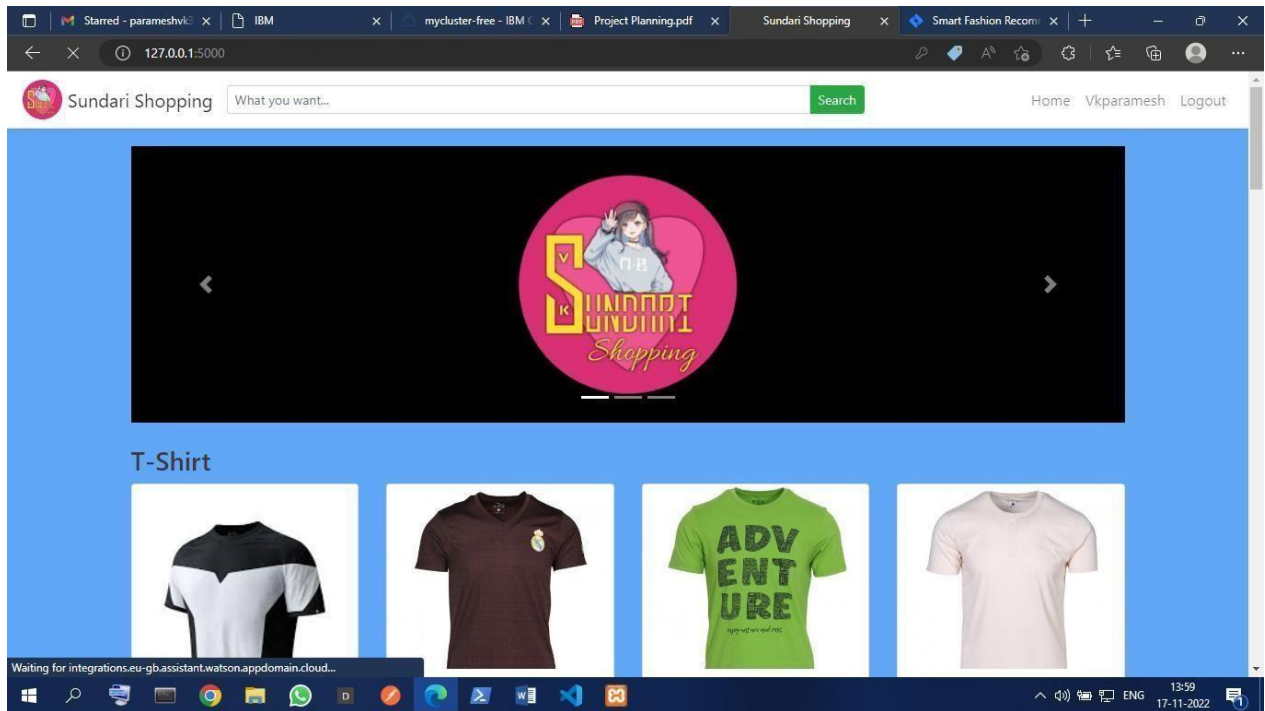 Starred - parameshvk3
IBM
mycluster-free - IBM C
Project Planning.pdf
Sundari Shopping
Smart Fashion Recom
127.0.0.1:5000
Sundari Shopping
What you want...
Search
Home Vkparamesh Logout
V
K
SUNDARI
Shopping
T-Shirt
ADV
ENT
URE
Waiting for integrations.eu-gb.assistant.watson.appdomain.cloud...
ENG
13:59
17-11-2022